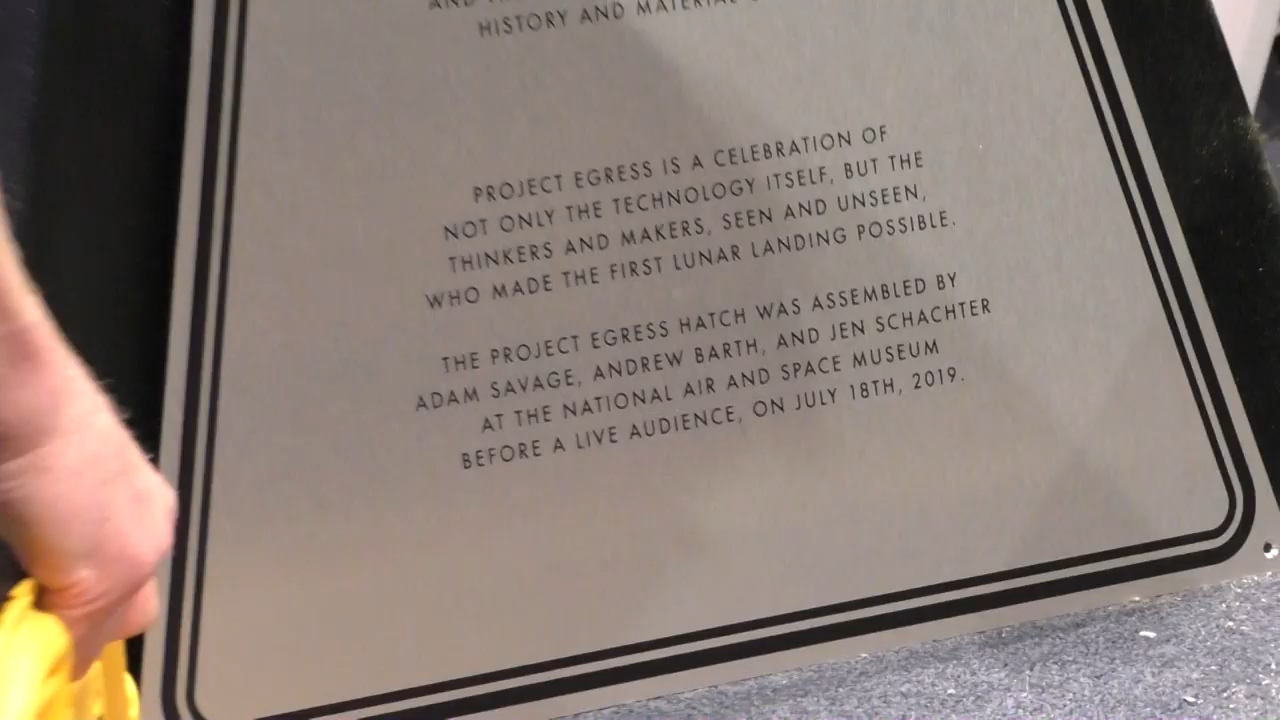 HISTORY AND MATERIAL
PROJECT EGRESS IS A CELEBRATION OF
NOT ONLY THE TECHNOLOGY ITSELF, BUT THE
THINKERS AND MAKERS, SEEN AND UNSEEN,
WHO MADE THE FIRST LUNAR LANDING POSSIBLE.
THE PROJECT EGRESS HATCH WAS ASSEMBLED BY
ADAM SAVAGE, ANDREW BARTH, AND JEN SCHACHTER
AT THE NATIONAL AIR AND SPACE MUSEUM
BEFORE A LIVE AUDIENCE, ON JULY 18TH, 2019.